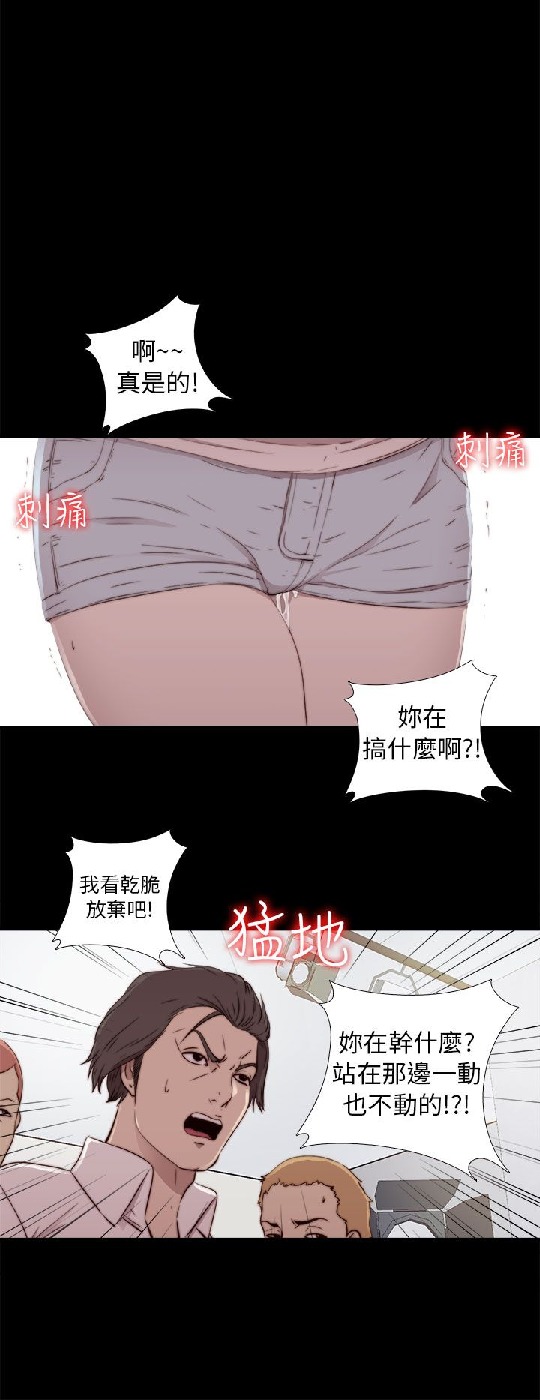 啊~~
真是的!
刺痛
刺痛
妳在
搞什麼啊?!
我看乾脆
放棄吧!
猛地
妳在幹什麼?
站在那邊一動
也不動的!?!